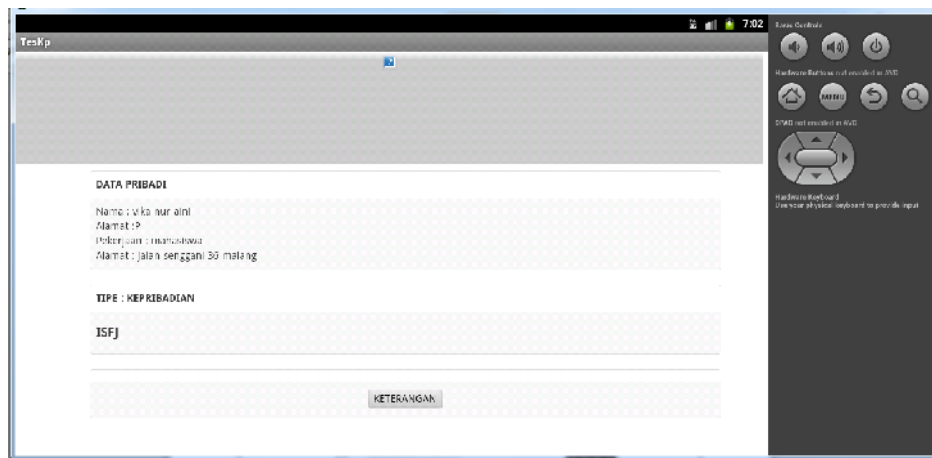 7:02
TesKp
DATA PRIBADI
Nama : vika nur aini
Alamat :P
Pekerjaan : mahasiswa
Alamat : jalan senggani 36 malang
TIPE : KEPRIBADIAN
ISFJ
KETERANGAN
Basic Controls
Hardware Buttons not enabled in AVD
MENU
DPAD not enabled in AVD
Hardware Keyboard
Use your physical keyboard to provide input